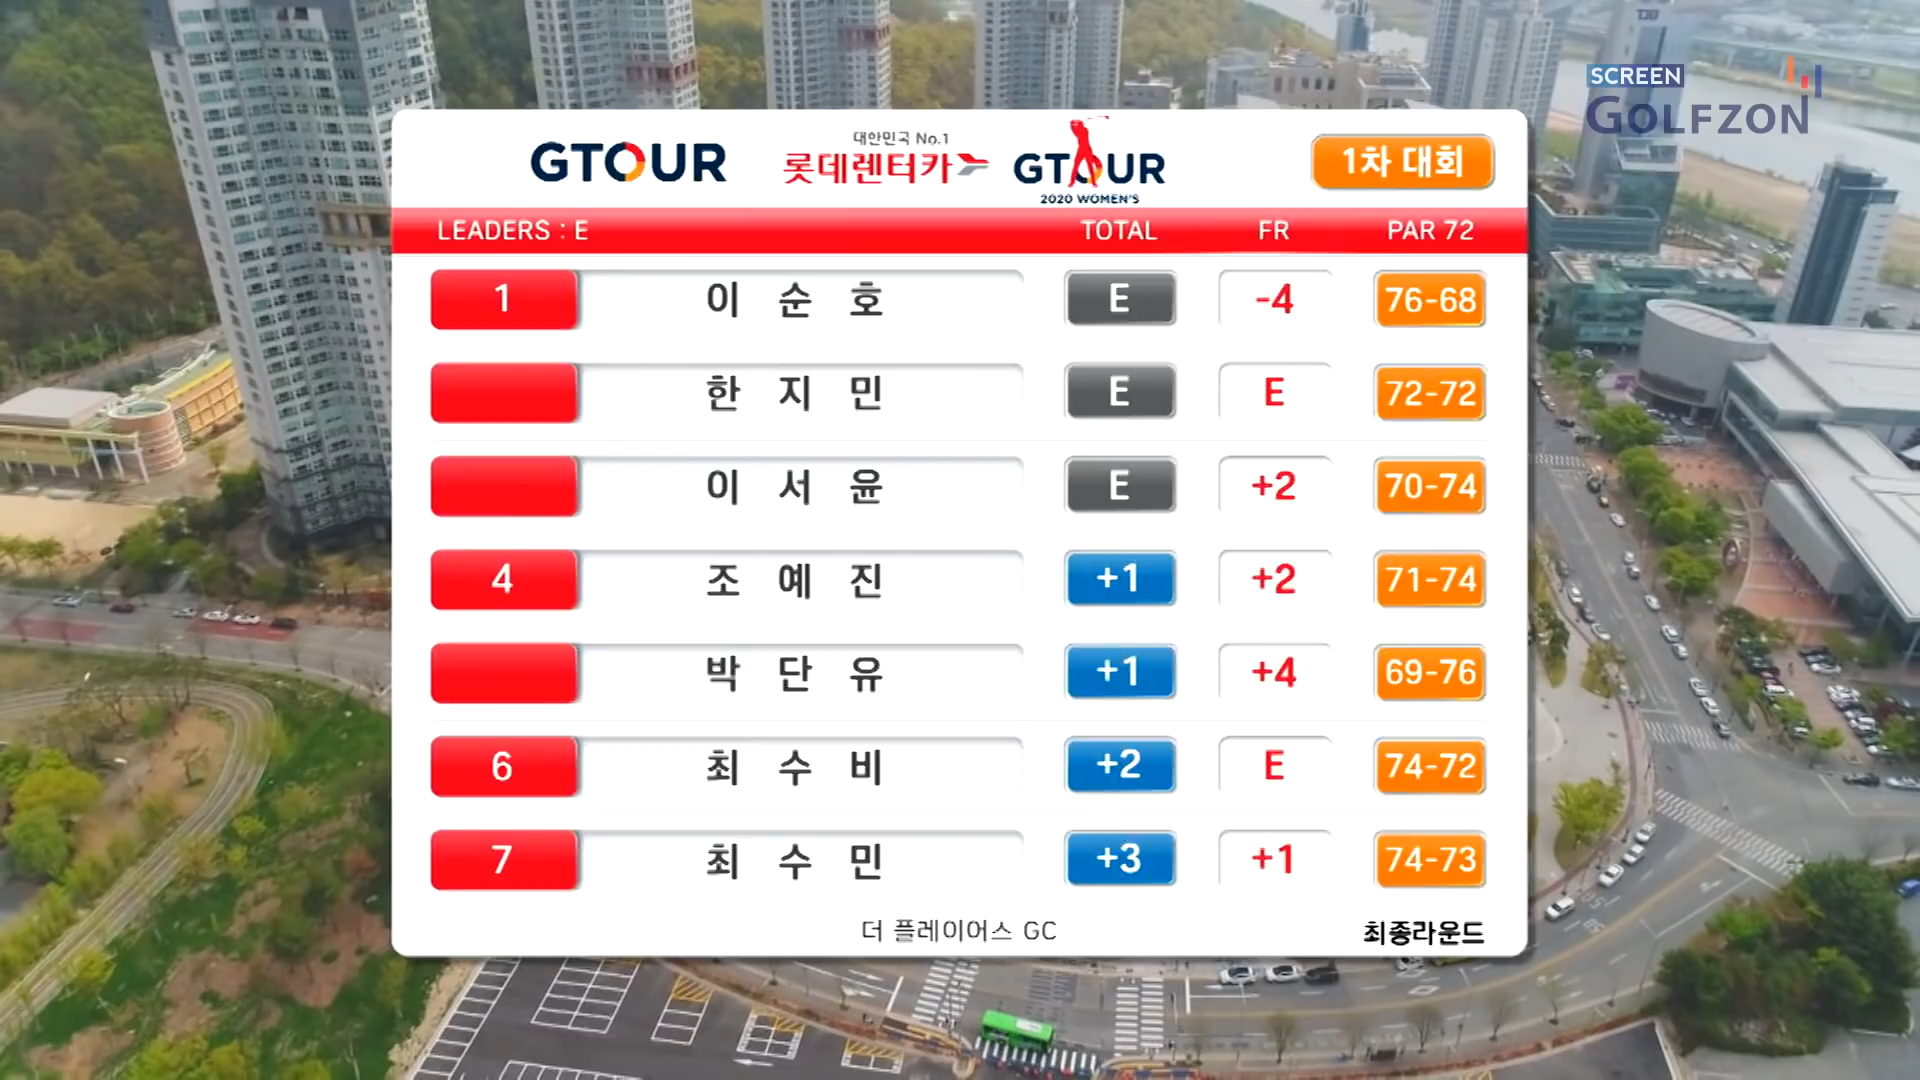 SCREEN
GOLFZON
GTOUR
대한민국 No.1
롯데렌터카
GTOUR
2020 WOMEN'S
1차 대회
LEADERS : E TOTAL FR PAR 72
1 이 순 호 E -4 76-68
한 지 민 E E 72-72
이 서 윤 E +2 70-74
4 조 예 진 +1 +2 71-74
박 단 유 +1 +4 69-76
6 최 수 비 +2 E 74-72
7 최 수 민 +3 +1 74-73
더 플레이어스 GC
최종라운드